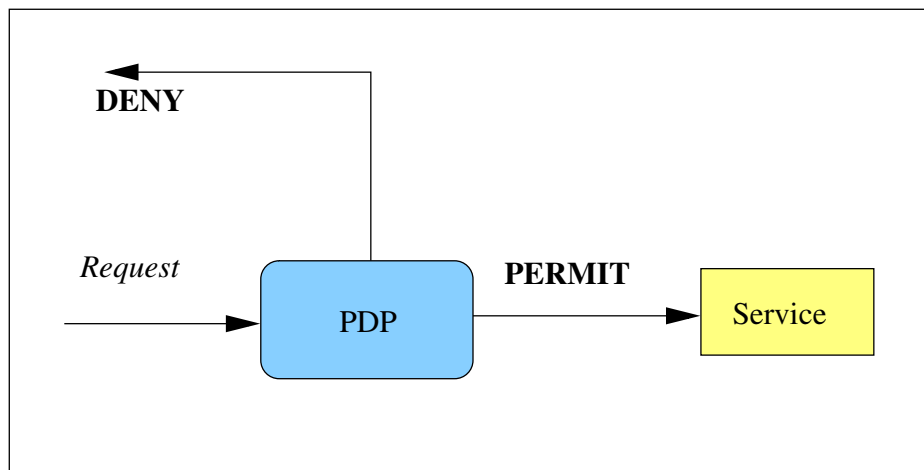 DENY
Request
PERMIT
PDP
Service